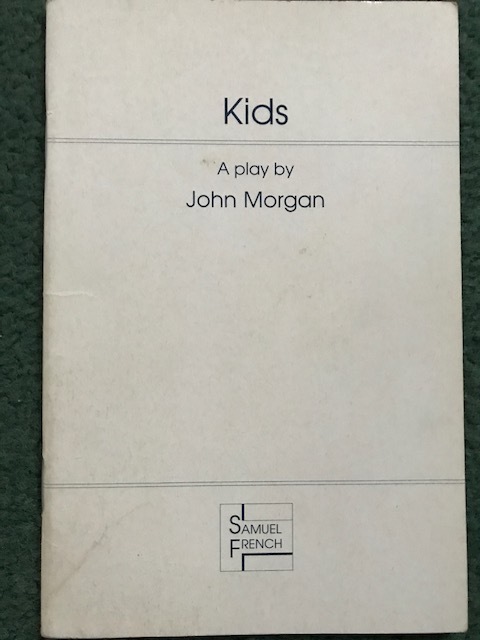 Kids
A play by
John Morgan
SAMUEL
FRENCH